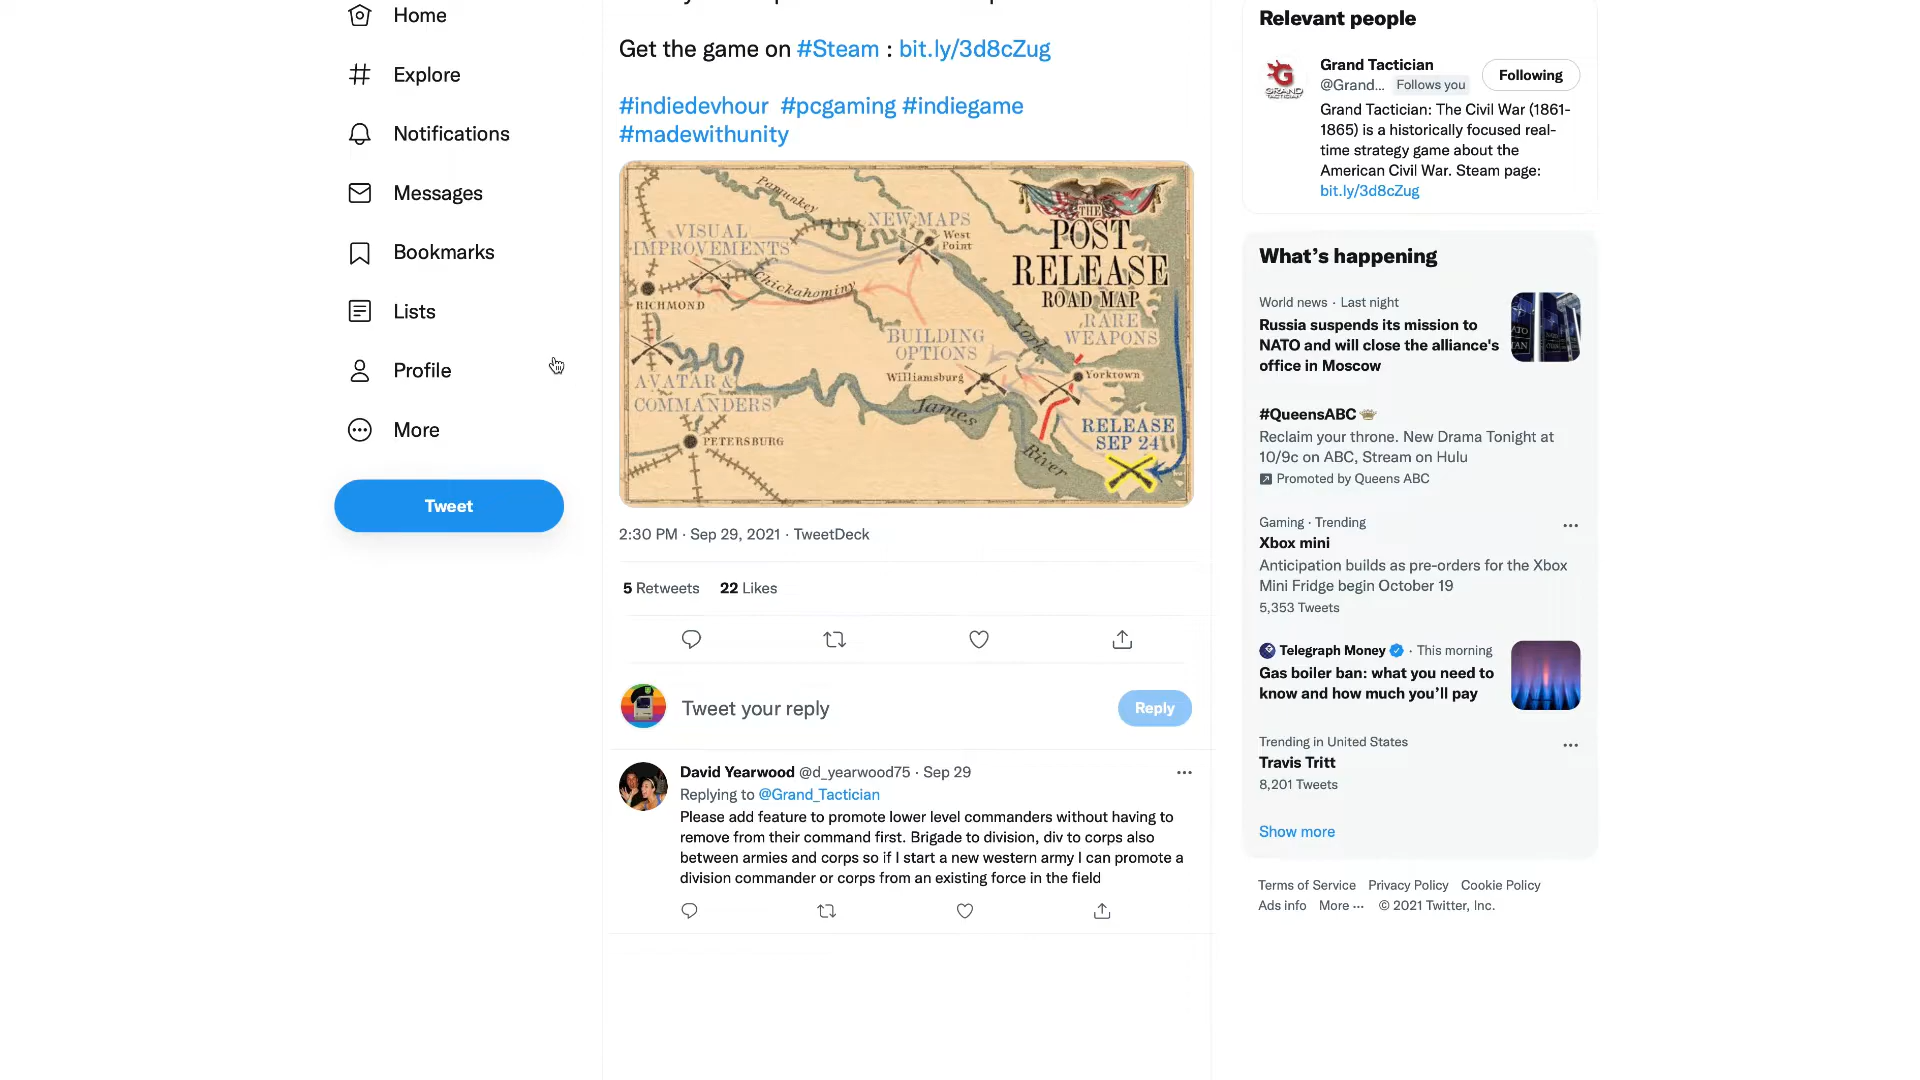 Home
Explore
Notifications
Messages
Bookmarks
Lists
Profile
More
Tweet
Get the game on #Steam : bit.ly/3d8cZug
#indiedevhour #pcgaming #indiegame
#madewithunity
Pamunkey
NEW MAPS
West
Point
VISUAL
IMPROVEMENTS
Chickahominy
RICHMOND
THE
POST
RELEASE
ROAD MAP
RARE
WEAPONS
York
BUILDING
OPTIONS
Williamsburg
Yorktown
AVATAR &
COMMANDERS
James
River
PETERSBURG
RELEASE
SEP 24
2:30 PM · Sep 29, 2021 · TweetDeck
5 Retweets 22 Likes
Tweet your reply
Reply
David Yearwood @d_yearwood75 · Sep 29
Replying to @Grand_Tactician
Please add feature to promote lower level commanders without having to
remove from their command first. Brigade to division, div to corps also
between armies and corps so if I start a new western army I can promote a
division commander or corps from an existing force in the field
Relevant people
GRAND
TACTICIAN
Grand Tactician
@Grand... Follows you
Following
Grand Tactician: The Civil War (1861-
1865) is a historically focused real-
time strategy game about the
American Civil War. Steam page:
bit.ly/3d8cZug
What's happening
World news · Last night
Russia suspends its mission to
NATO and will close the alliance's
office in Moscow
#QueensABC
Reclaim your throne. New Drama Tonight at
10/9c on ABC, Stream on Hulu
Promoted by Queens ABC
Gaming · Trending
Xbox mini
Anticipation builds as pre-orders for the Xbox
Mini Fridge begin October 19
5,353 Tweets
Telegraph Money · This morning
Gas boiler ban: what you need to
know and how much you'll pay
Trending in United States
Travis Tritt
8,201 Tweets
Show more
Terms of Service Privacy Policy Cookie Policy
Ads info More ··· © 2021 Twitter, Inc.